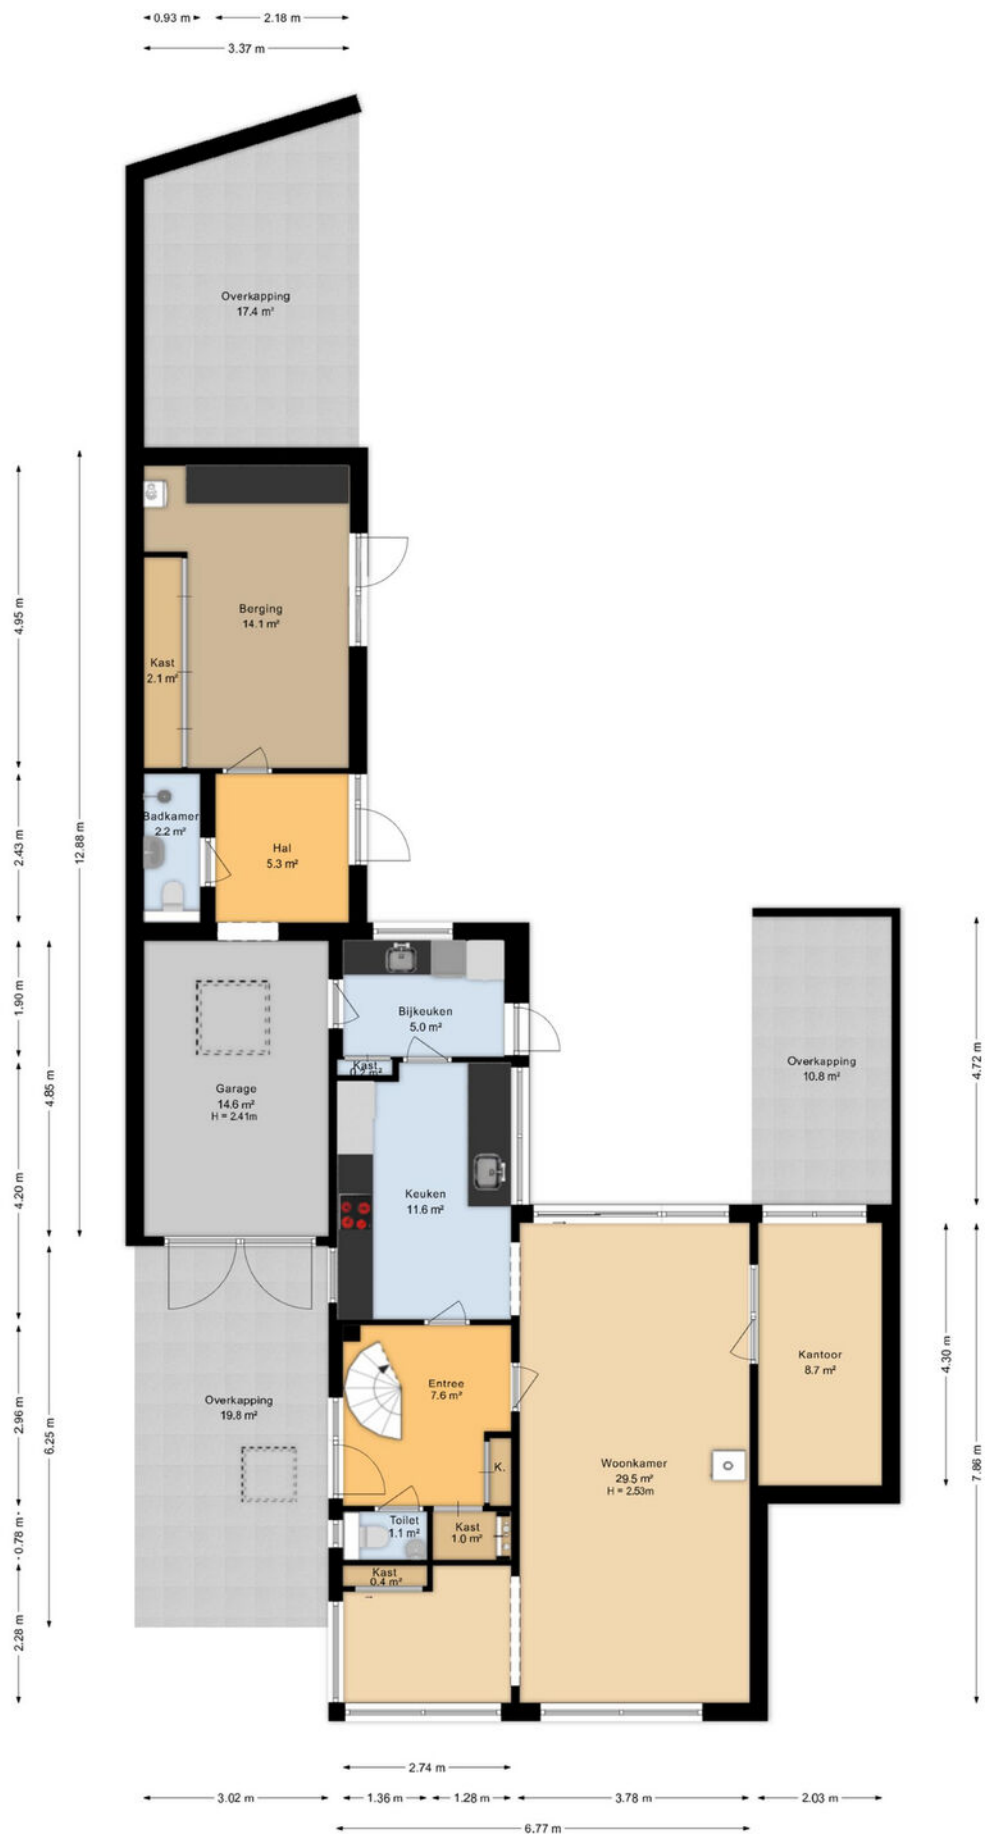 0.93 m
2.18 m
3.37 m
Overkapping
17.4 m²
4.95 m
Berging
14.1 m²
Kast
2.1 m²
2.43 m
12.88 m
Badkamer
2.2 m²
Hal
5.3 m²
1.90 m
4.85 m
Bijkeuken
5.0 m²
Kast
0.2 m²
Garage
14.6 m²
H = 2.41m
Overkapping
10.8 m²
4.72 m
4.20 m
Keuken
11.6 m²
2.96 m
6.25 m
Overkapping
19.8 m²
Entree
7.6 m²
K.
Kantoor
8.7 m²
4.30 m
7.86 m
Woonkamer
29.5 m²
H = 2.53m
0.78 m
Toilet
1.1 m²
Kast
1.0 m²
Kast
0.4 m²
2.28 m
2.74 m
3.02 m
1.36 m
1.28 m
3.78 m
2.03 m
6.77 m